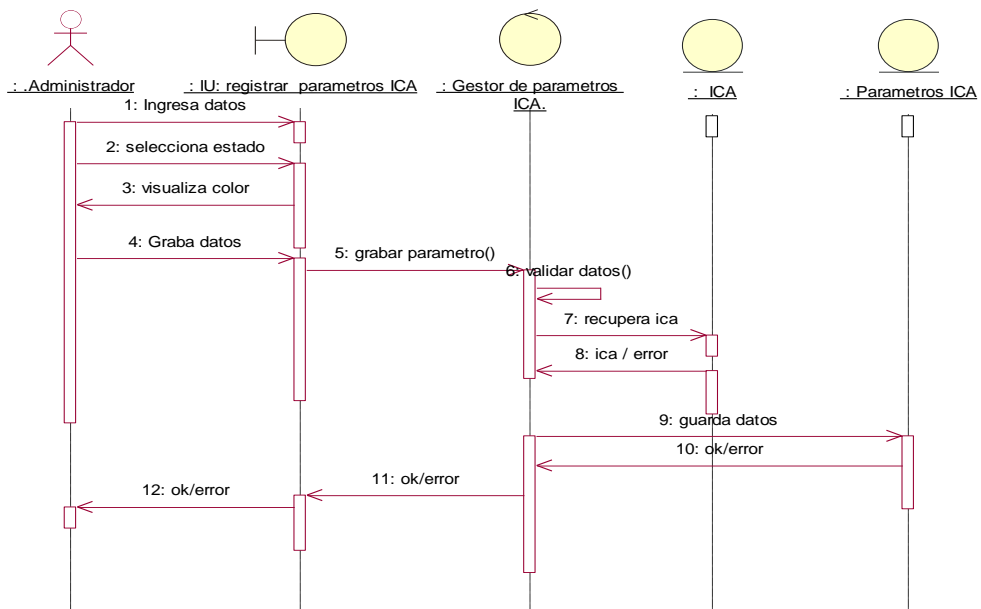 : .Administrador
: IU: registrar parametros ICA
: Gestor de parametros
ICA.
: ICA
: Parametros ICA
1: Ingresa datos
2: selecciona estado
3: visualiza color
4: Graba datos
5: grabar parametro()
6: validar datos()
7: recupera ica
8: ica / error
9: guarda datos
10: ok/error
11: ok/error
12: ok/error